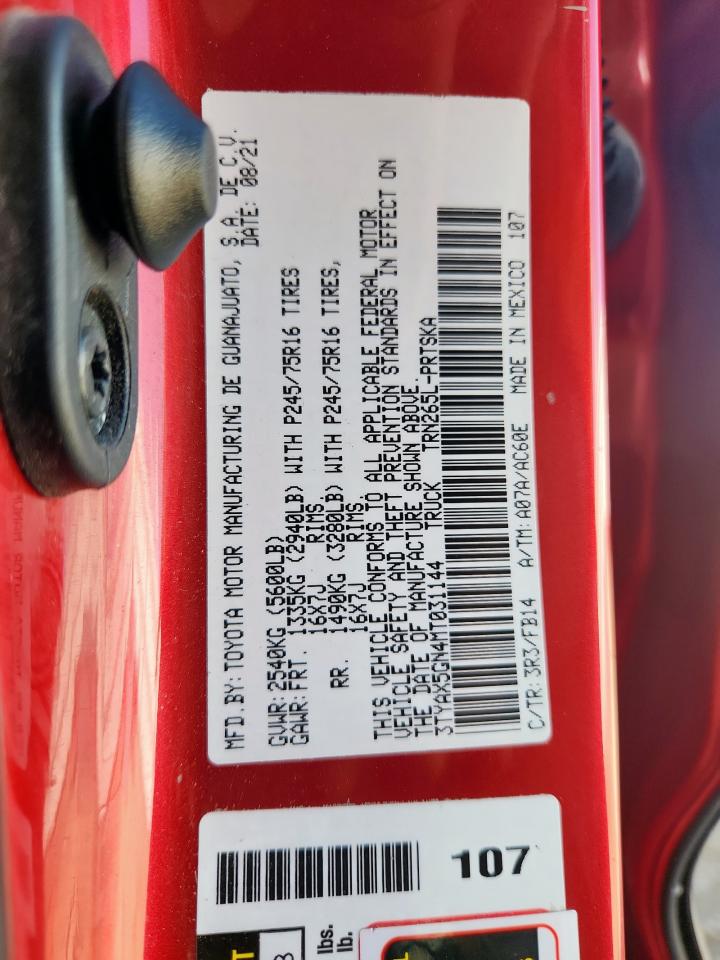 MFD.BY:TOYOTA MOTOR MANUFACTURING DE GUANAJUATO, S.A. DE C.V.
DATE: 08/21
GVWR:2540KG (5600LB)
GAWR:FRT. 1335KG (2940LB) WITH P245/75R16 TIRES
16X7J RIMS
RR. 1490KG (3280LB) WITH P245/75R16 TIRES,
16X7J RIMS.
THIS VEHICLE CONFORMS TO ALL APPLICABLE FEDERAL MOTOR
VEHICLE SAFETY AND THEFT PREVENTION STANDARDS IN EFFECT ON
THE DATE OF MANUFACTURE SHOWN ABOVE.
3TYAX5GN4MT031144 TRUCK TRN265L-PRTSKA
C/TR:3R3/FB14 A/TM:A07A/AC60E MADE IN MEXICO 107
107
lbs.
lb.